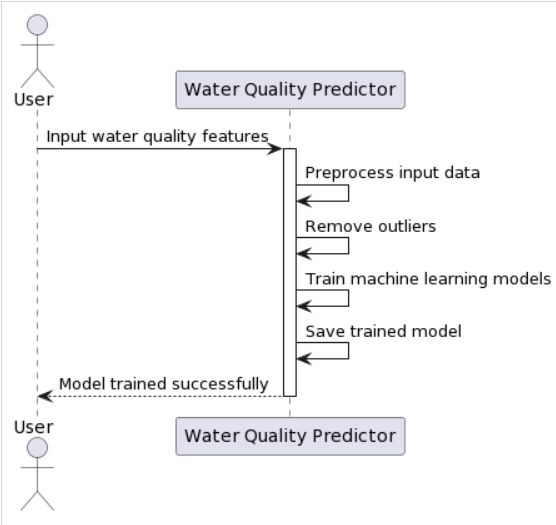 User
Water Quality Predictor
Input water quality features
Preprocess input data
Remove outliers
Train machine learning models
Save trained model
Model trained successfully
User
Water Quality Predictor